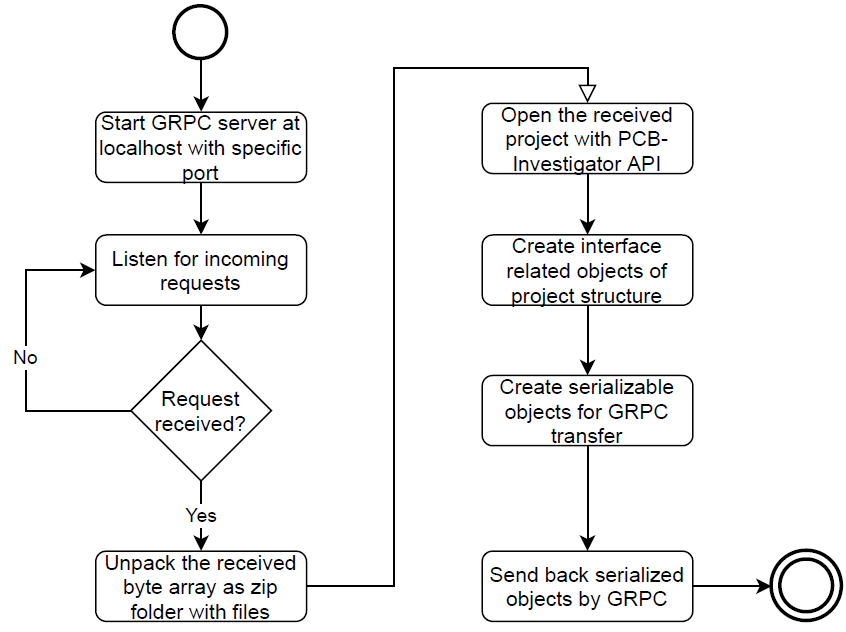 Start GRPC server at
localhost with specific
port
Listen for incoming
requests
No
Request
received?
Yes
Unpack the received
byte array as zip
folder with files
Open the received
project with PCB-
Investigator API
Create interface
related objects of
project structure
Create serializable
objects for GRPC
transfer
Send back serialized
objects by GRPC